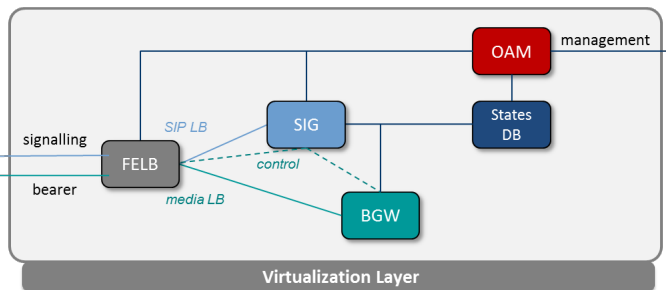 OAM
management
SIP LB
SIG
States
DB
signalling
FELB
control
bearer
media LB
BGW
Virtualization Layer